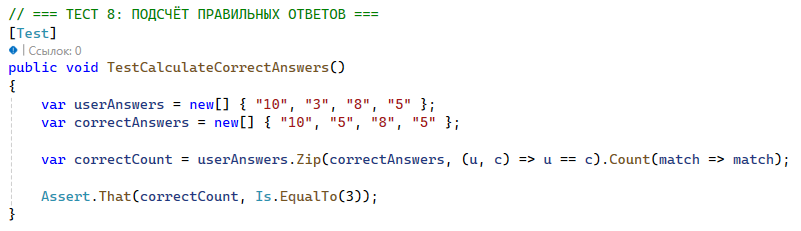 // === ТЕСТ 8: ПОДСЧЁТ ПРАВИЛЬНЫХ ОТВЕТОВ ===
[Test]
| Ссылок: 0
public void TestCalculateCorrectAnswers()
{
    var userAnswers = new[] { "10", "3", "8", "5" };
    var correctAnswers = new[] { "10", "5", "8", "5" };
    var correctCount = userAnswers.Zip(correctAnswers, (u, c) => u == c).Count(match => match);
    Assert.That(correctCount, Is.EqualTo(3));
}